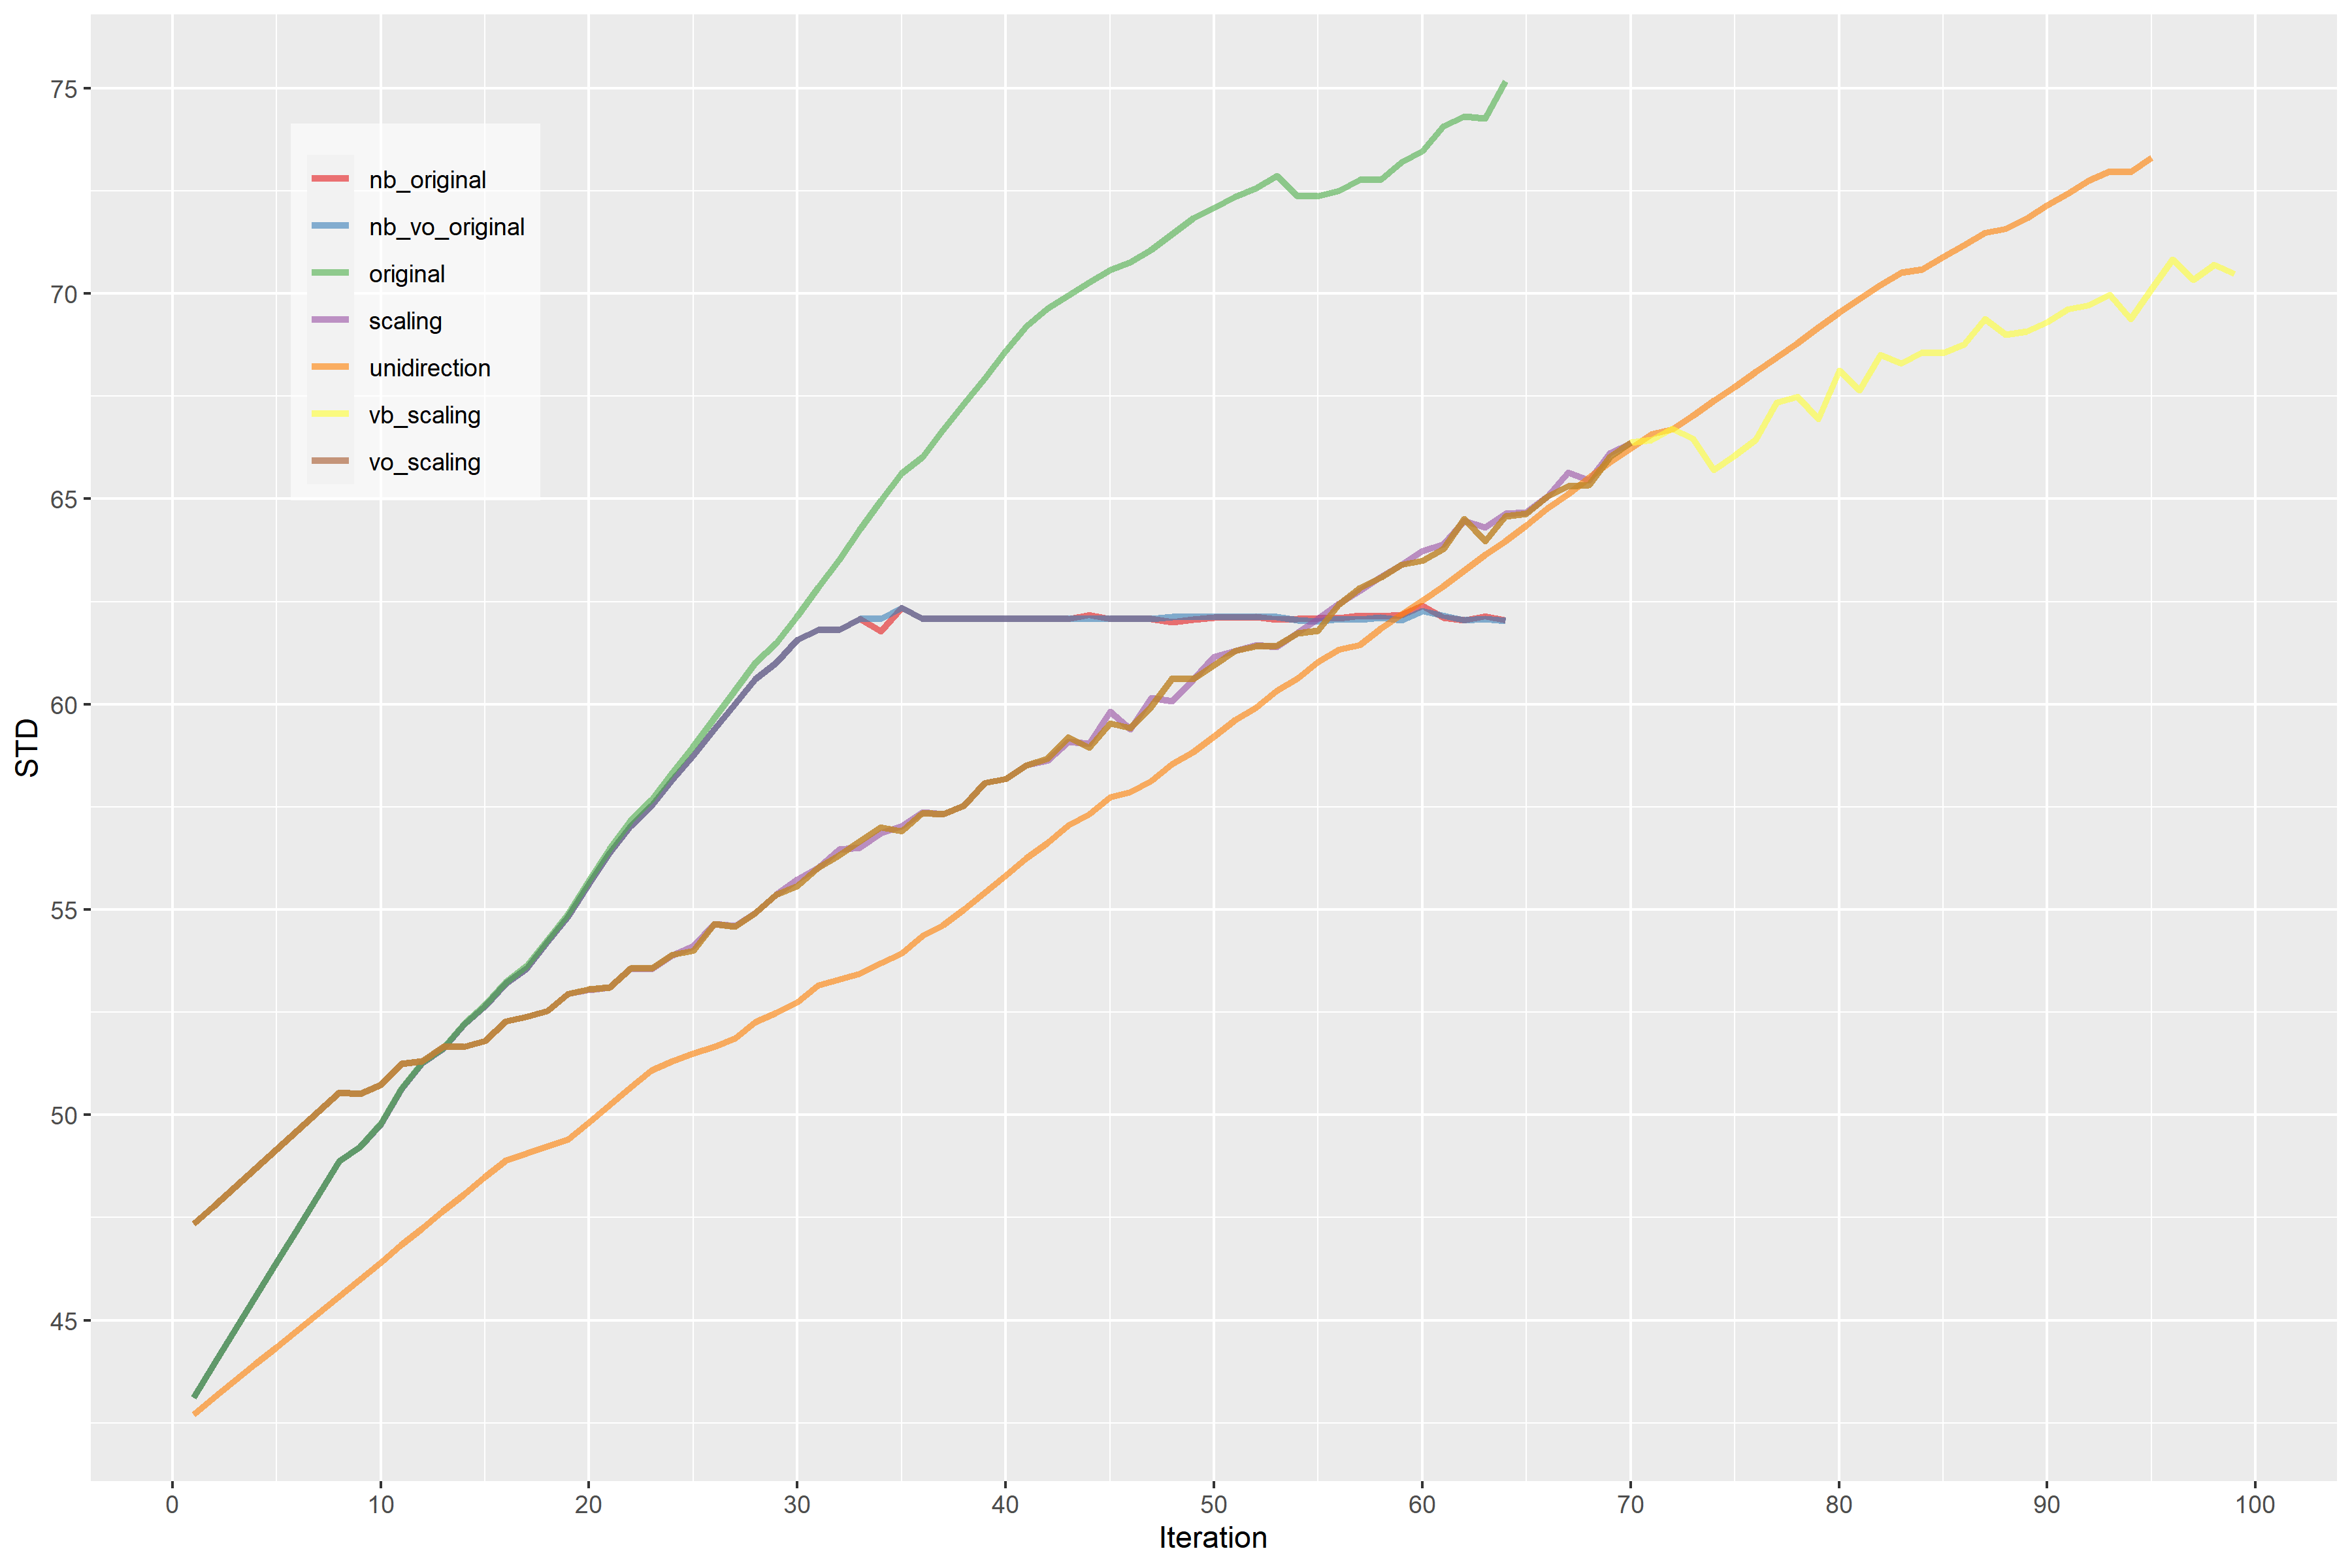 75
70
65
60
55
50
45
STD
nb_original
nb_vo_original
original
scaling
unidirection
vb_scaling
vo_scaling
0 10 20 30 40 50 60 70 80 90 100
Iteration